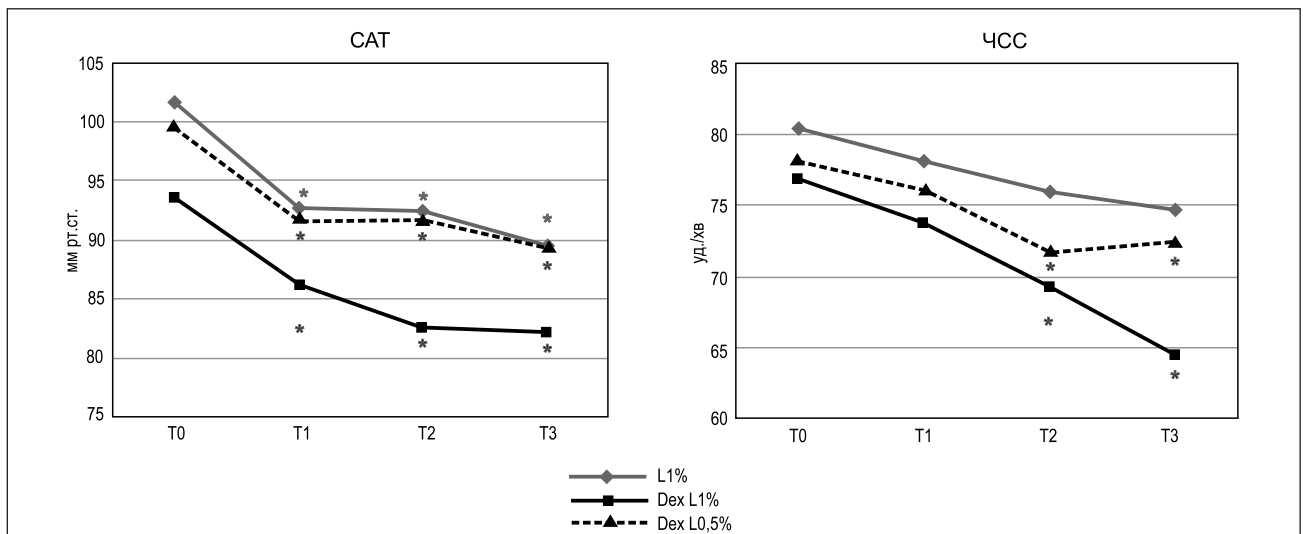 САТ
мм рт.ст.
105
100
95
90
85
80
75
* * *
* * *
* * *
T0 T1 T2 T3
ЧСС
уд./хв
85
80
75
70
65
60
* *
* *
T0 T1 T2 T3
L1%
Dex L1%
Dex L0,5%